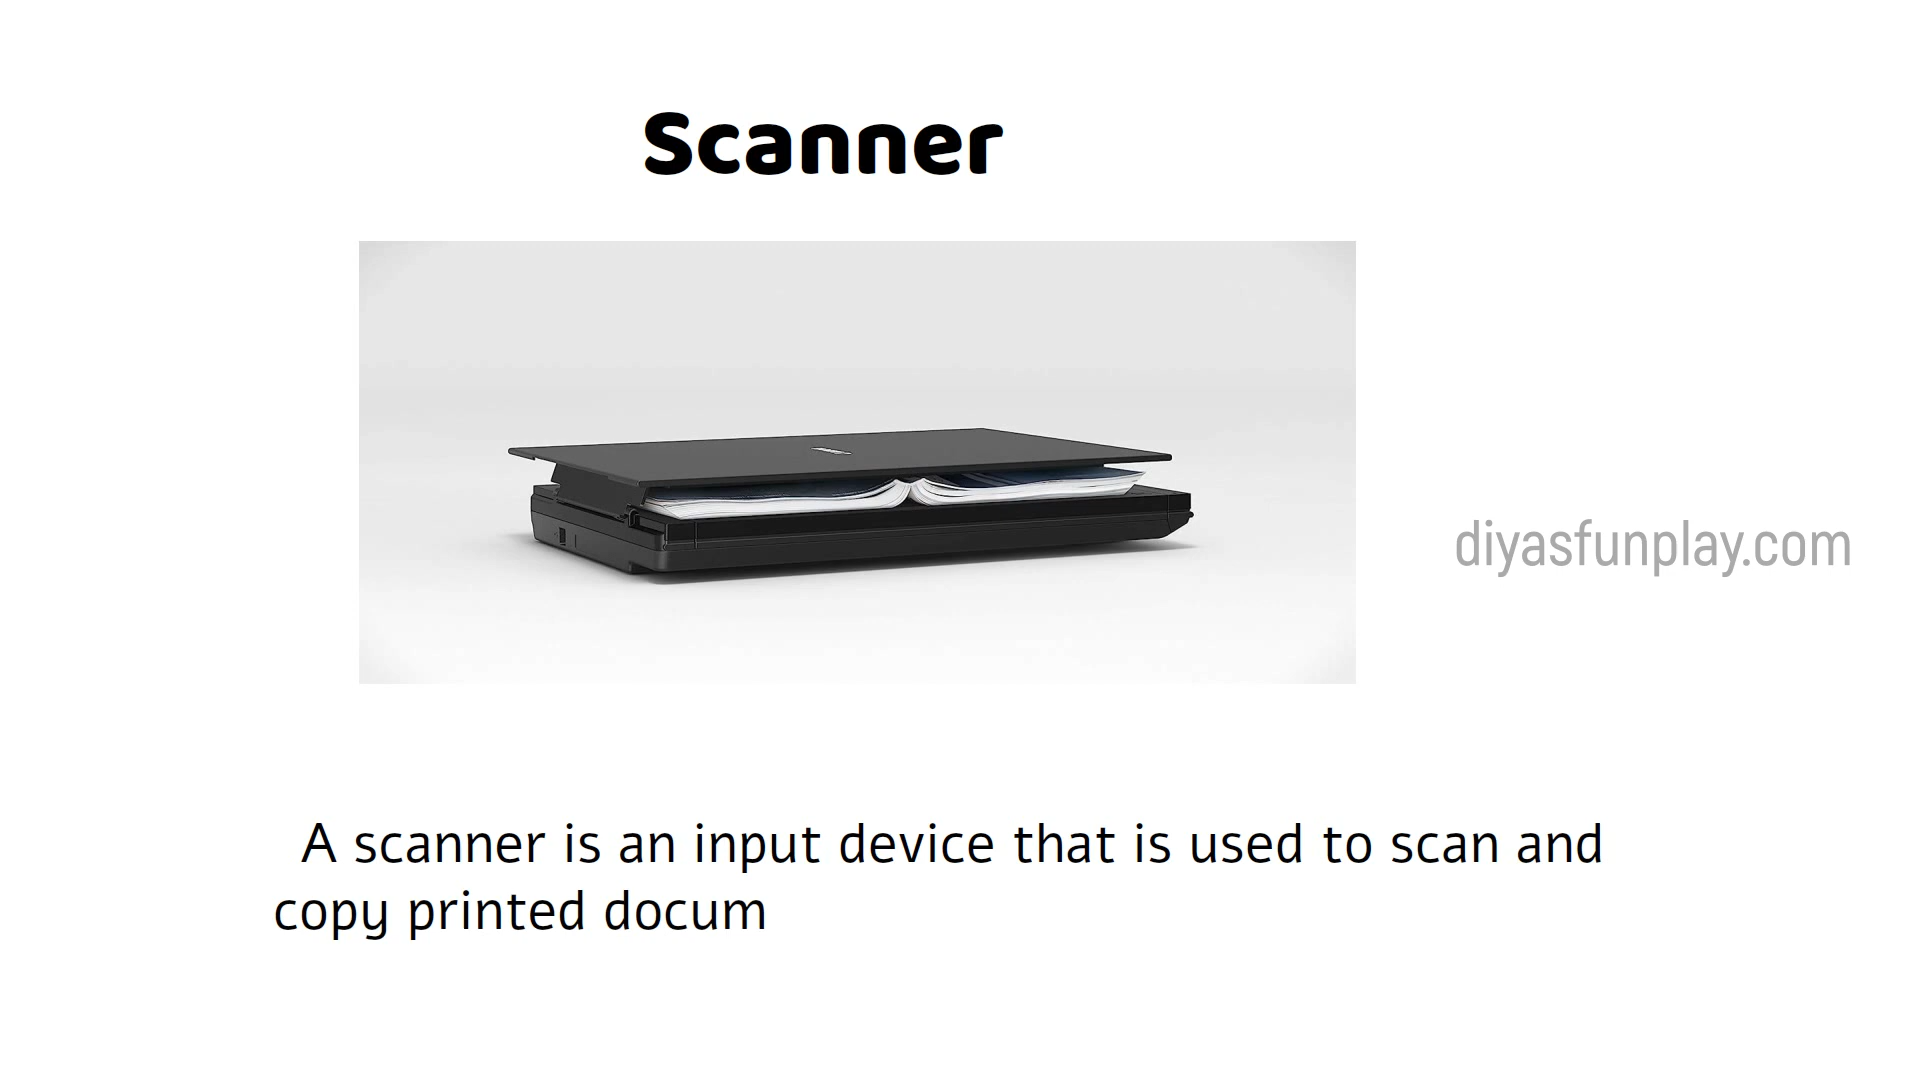 Scanner
diyasfunplay.com
A scanner is an input device that is used to scan and
copy printed docum